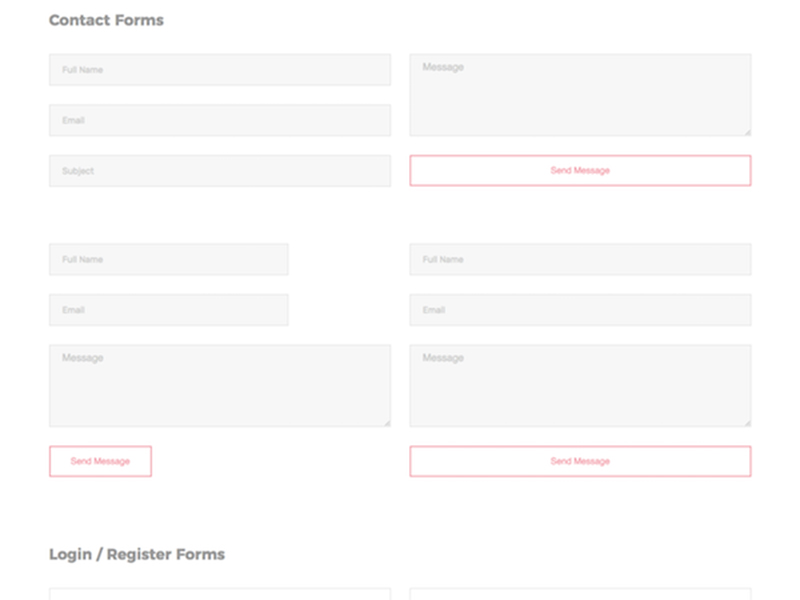 Contact Forms
Full Name
Email
Subject
Message
Send Message
Full Name
Email
Message
Send Message
Full Name
Email
Message
Send Message
Login / Register Forms